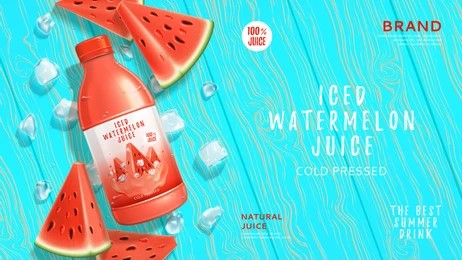 100%
JUICE
BRAND
ICED
WATERMELON
JUICE
COLD PRESSED
ICED
WATERMELON
JUICE
100%
JUICE
NATURAL
JUICE
THE BEST
SUMMER
DRINK